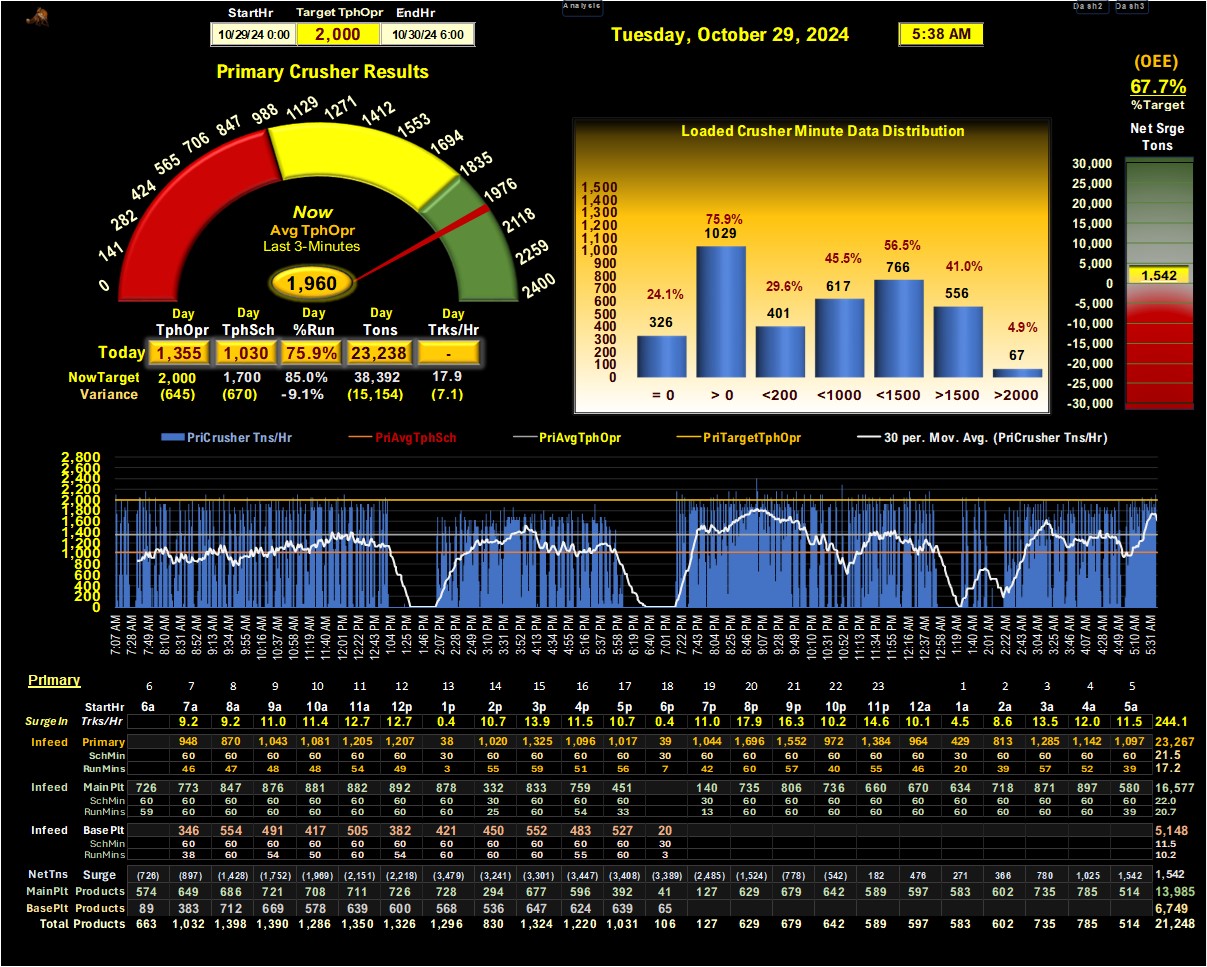 StartHr Target TphOpr EndHr
10/29/24 0:00 2,000 10/30/24 6:00
Analysis
Dash2 Dash3
Tuesday, October 29, 2024
5:38 AM
(OEE)
67.7%
%Target
Primary Crusher Results
0 141 282 424 565 706 847 988 1129 1271 1412 1553 1694 1835 1976 2118 2259 2400
Now
Avg TphOpr
Last 3-Minutes
1,960
Day Day Day Day Day
TphOpr TphSch %Run Tons Trks/Hr
Today 1,355 1,030 75.9% 23,238 -
NowTarget 2,000 1,700 85.0% 38,392 17.9
Variance (645) (670) -9.1% (15,154) (7.1)
Loaded Crusher Minute Data Distribution
1,500
1,400
1,300
1,200
1,100
1,000
900
800
700
600
500
400
300
200
100
0
24.1% 75.9% 29.6% 45.5% 56.5% 41.0% 4.9%
326 1029 401 617 766 556 67
= 0 > 0 <200 <1000 <1500 >1500 >2000
Net Srge
Tons
30,000
25,000
20,000
15,000
10,000
5,000
1,542
0
-5,000
-10,000
-15,000
-20,000
-25,000
-30,000
PriCrusher Tns/Hr PriAvgTphSch PriAvgTphOpr PriTargetTphOpr 30 per. Mov. Avg. (PriCrusher Tns/Hr)
2,800
2,600
2,400
2,200
2,000
1,800
1,600
1,400
1,200
1,000
800
600
400
200
0
7:07 AM 7:28 AM 7:49 AM 8:10 AM 8:31 AM 8:52 AM 9:13 AM 9:34 AM 9:55 AM 10:16 AM 10:37 AM 10:58 AM 11:19 AM 11:40 AM 12:01 PM 12:22 PM 12:43 PM 1:04 PM 1:25 PM 1:46 PM 2:07 PM 2:28 PM 2:49 PM 3:10 PM 3:31 PM 3:52 PM 4:13 PM 4:34 PM 4:55 PM 5:16 PM 5:37 PM 5:58 PM 6:19 PM 6:40 PM 7:01 PM 7:22 PM 7:43 PM 8:04 PM 8:25 PM 8:46 PM 9:07 PM 9:28 PM 9:49 PM 10:10 PM 10:31 PM 10:52 PM 11:13 PM 11:34 PM 11:55 PM 12:16 AM 12:37 AM 12:58 AM 1:19 AM 1:40 AM 2:01 AM 2:22 AM 2:43 AM 3:04 AM 3:25 AM 3:46 AM 4:07 AM 4:28 AM 4:49 AM 5:10 AM 5:31 AM
Primary 6 7 8 9 10 11 12 13 14 15 16 17 18 19 20 21 22 23 1 2 3 4 5
StartHr 6a 7a 8a 9a 10a 11a 12p 1p 2p 3p 4p 5p 6p 7p 8p 9p 10p 11p 12a 1a 2a 3a 4a 5a
SurgeIn Trks/Hr 9.2 9.2 11.0 11.4 12.7 12.7 0.4 10.7 13.9 11.5 10.7 0.4 11.0 17.9 16.3 10.2 14.6 10.1 4.5 8.6 13.5 12.0 11.5 244.1
Infeed Primary 948 870 1,043 1,081 1,205 1,207 38 1,020 1,325 1,096 1,017 39 1,044 1,696 1,552 972 1,384 964 429 813 1,285 1,142 1,097 23,267
SchMin 60 60 60 60 60 60 30 60 60 60 60 30 60 60 60 60 60 60 30 60 60 60 60 21.5
RunMins 46 47 48 48 54 49 3 55 59 51 56 7 42 60 57 40 55 46 20 39 57 52 39 17.2
Infeed MainPlt 726 773 847 876 881 882 892 878 332 833 759 451 140 735 806 736 660 670 634 718 871 897 580 16,577
SchMin 60 60 60 60 60 60 60 60 30 60 60 60 30 60 60 60 60 60 60 60 60 60 60 22.0
RunMins 59 60 60 60 60 60 60 60 25 60 54 33 13 60 60 60 60 60 60 60 60 60 39 20.7
Infeed BasePlt 346 554 491 417 505 382 421 450 552 483 527 20 5,148
SchMin 60 60 60 60 60 60 60 60 60 60 60 30 11.5
RunMins 38 60 54 50 60 54 60 60 60 60 55 3 10.2
NetTns Surge (726) (897) (1,428) (1,752) (1,969) (2,151) (2,218) (3,479) (3,241) (3,301) (3,447) (3,408) (3,389) (2,485) (1,524) (778) (542) 182 476 271 366 780 1,025 1,542 1,542
MainPlt Products 574 649 686 721 708 711 726 728 294 677 596 392 41 127 629 679 642 589 597 583 602 735 785 514 13,985
BasePlt Products 89 383 712 669 578 639 600 568 536 647 624 639 65 6,749
Total Products 663 1,032 1,398 1,390 1,286 1,350 1,326 1,296 830 1,324 1,220 1,031 106 127 629 679 642 589 597 583 602 735 785 514 21,248